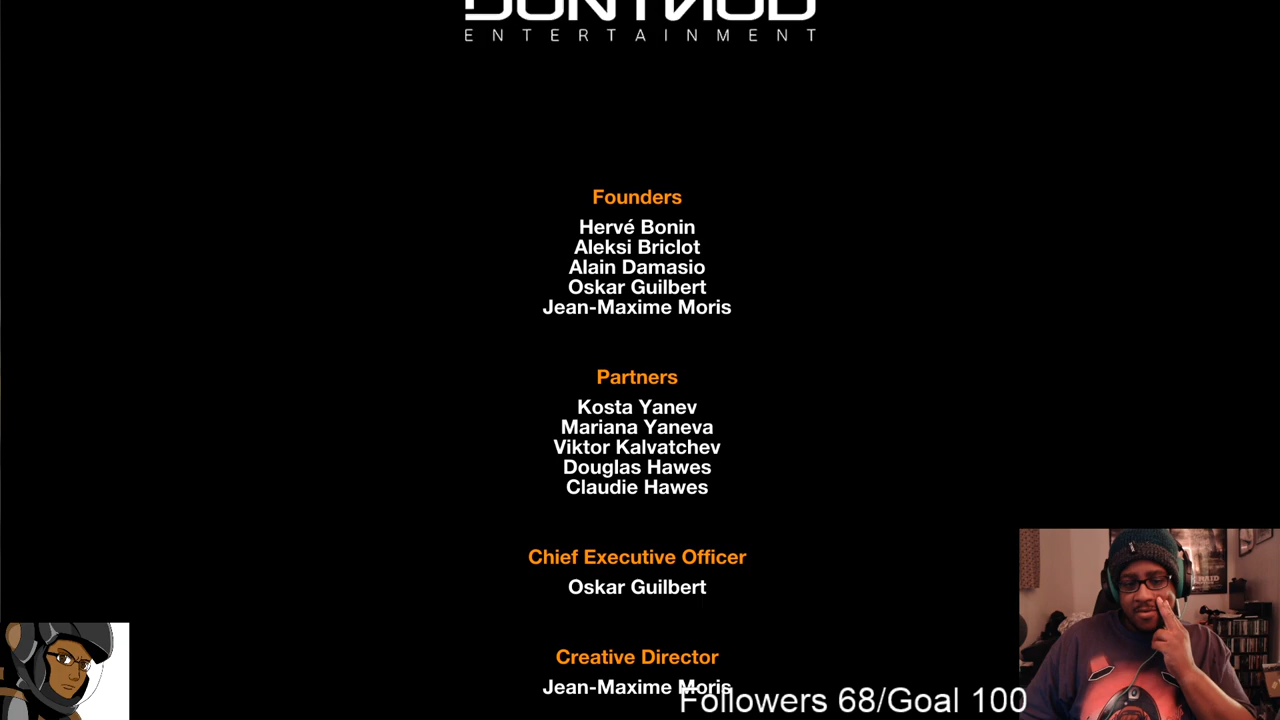 DONTNOD
ENTERTAINMENT
Founders
Hervé Bonin
Aleksi Briclot
Alain Damasio
Oskar Guilbert
Jean-Maxime Moris
Partners
Kosta Yanev
Mariana Yaneva
Viktor Kalvatchev
Douglas Hawes
Claudie Hawes
Chief Executive Officer
Oskar Guilbert
Creative Director
Jean-Maxime Moris
Followers 68/Goal 100